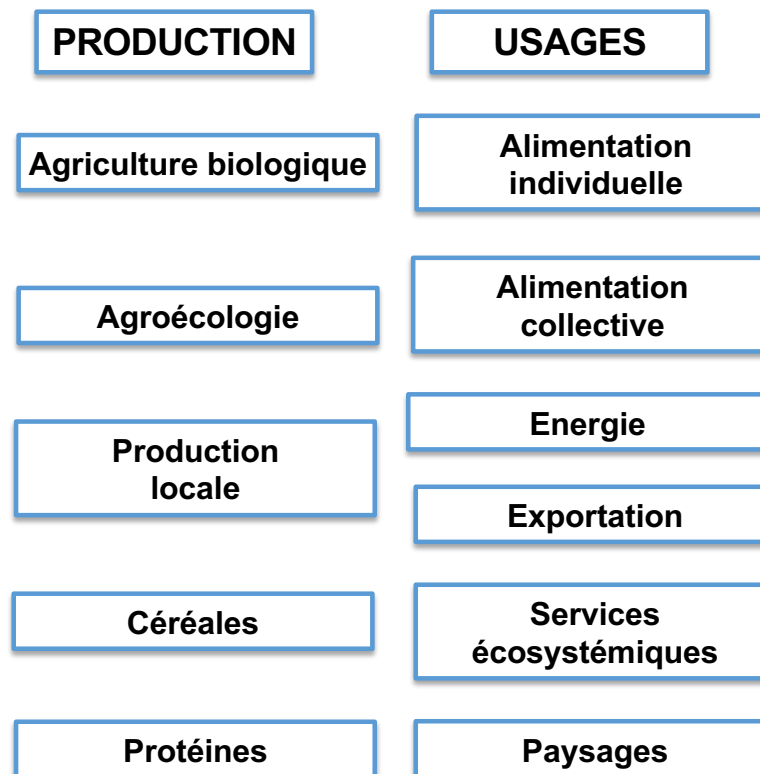 PRODUCTION
USAGES
Agriculture biologique
Alimentation
individuelle
Agroécologie
Alimentation
collective
Production
locale
Energie
Exportation
Céréales
Services
écosystémiques
Protéines
Paysages